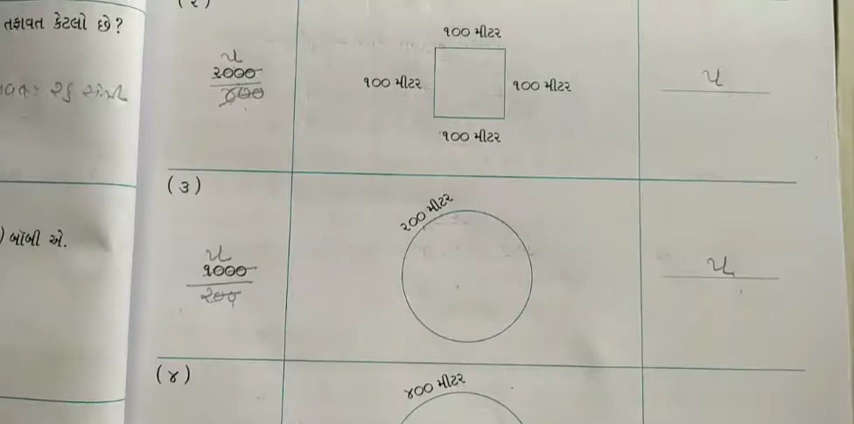 તફાવત કેટલો છે?
(૨)
૧૦૦ મીટર
૫
૨૦૦૦
૪૦૦
૧૦૦ મીટર
૧૦૦ મીટર
૫
૧૦૦ મીટર
(૩)
) બૉબી એ.
૨૦૦ મીટર
૫
૧૦૦૦
૨૦૦
૫
(૪)
૪૦૦ મીટર